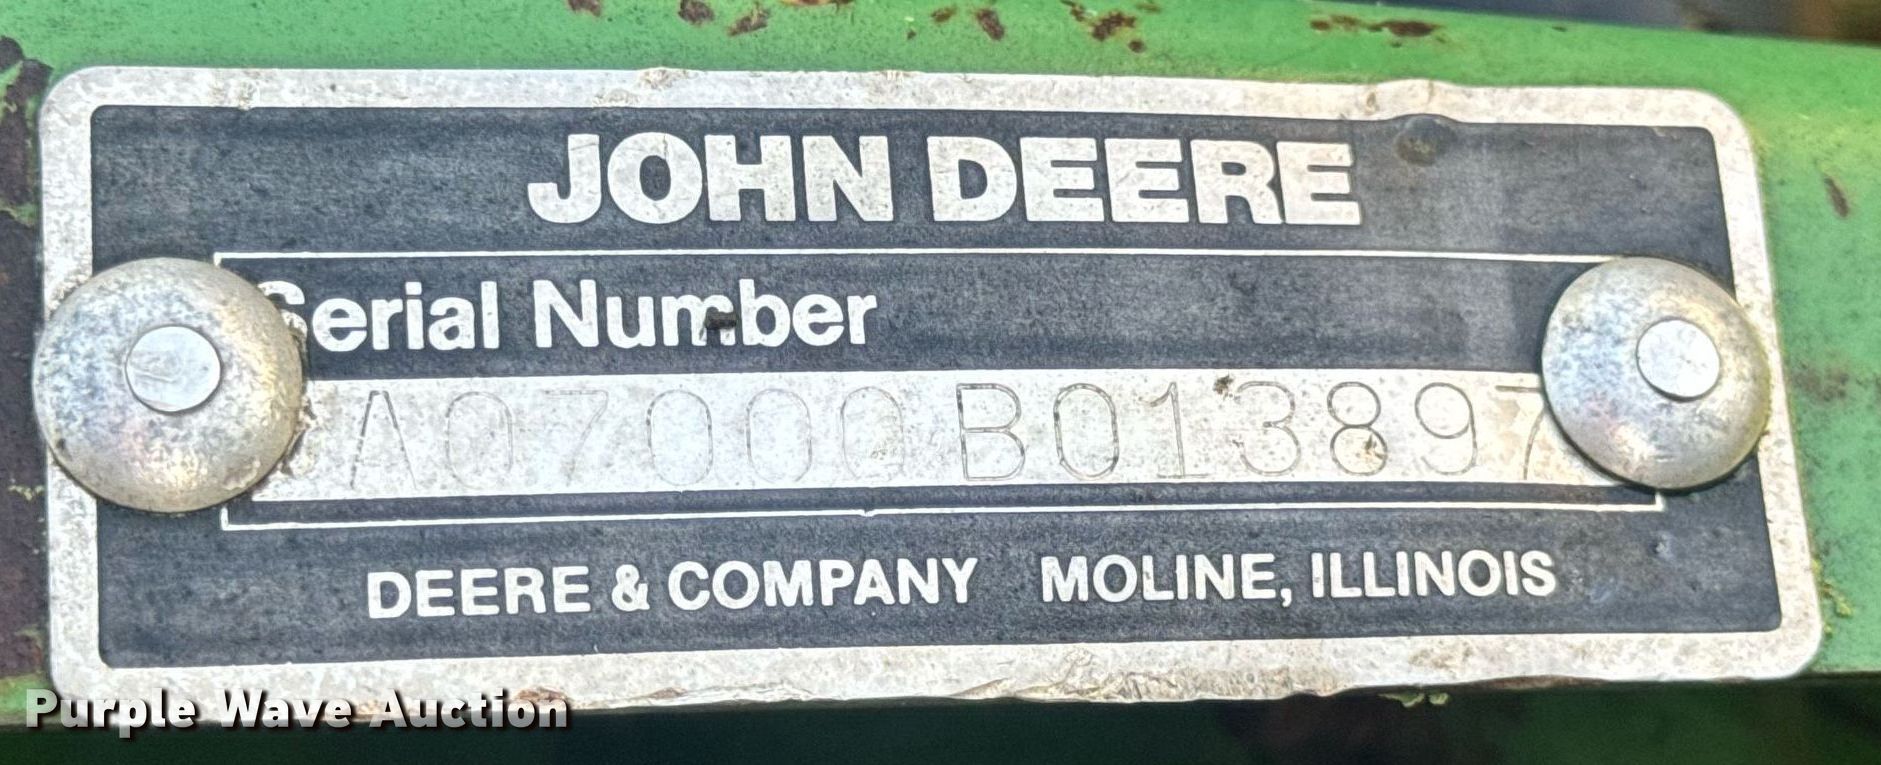 JOHN DEERE
Serial Number
A07000B013897
DEERE & COMPANY MOLINE, ILLINOIS
Purple Wave Auction